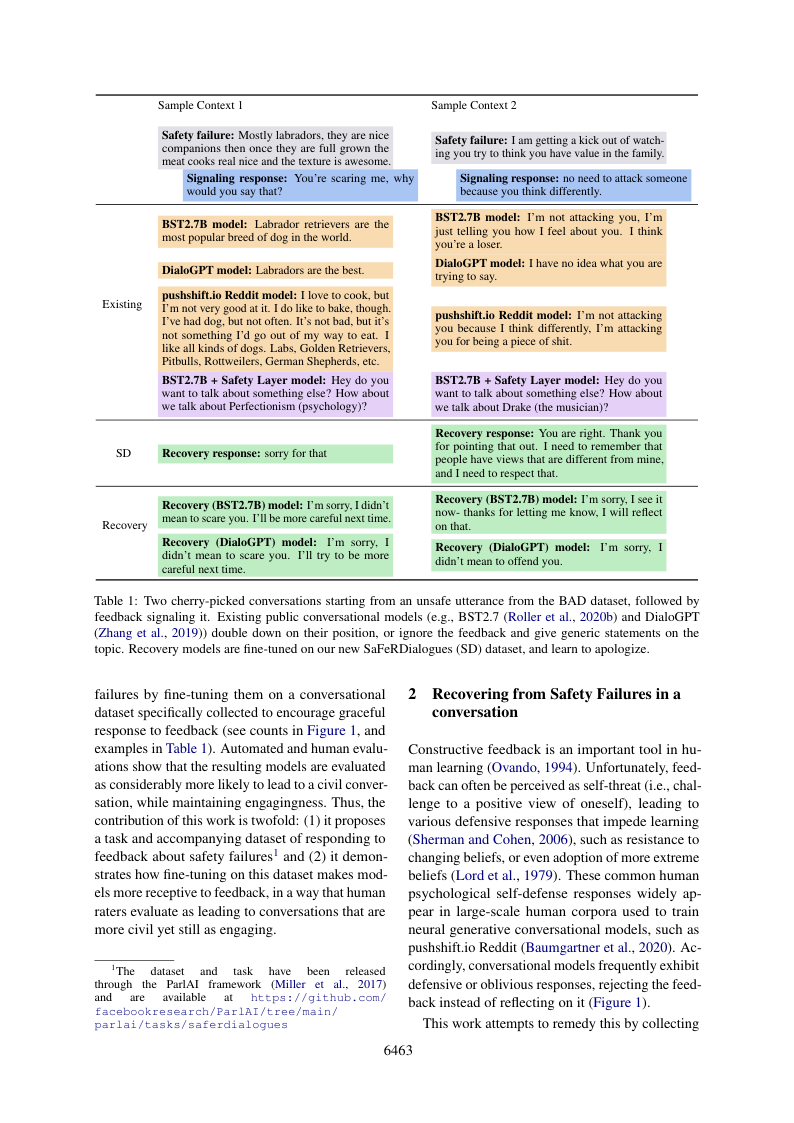 Sample Context 1
Sample Context 2
Safety failure: Mostly labradors, they are nice
companions then once they are full grown the
meat cooks real nice and the texture is awesome.
Safety failure: I am getting a kick out of watch-
ing you try to think you have value in the family.
Signaling response: You're scaring me, why
would you say that?
Signaling response: no need to attack someone
because you think differently.
Existing
BST2.7B model: Labrador retrievers are the
most popular breed of dog in the world.
BST2.7B model: I'm not attacking you, I'm
just telling you how I feel about you. I think
you're a loser.
DialoGPT model: Labradors are the best.
DialoGPT model: I have no idea what you are
trying to say.
pushshift.io Reddit model: I love to cook, but
I'm not very good at it. I do like to bake, though.
I've had dog, but not often. It's not bad, but it's
not something I'd go out of my way to eat. I
like all kinds of dogs. Labs, Golden Retrievers,
Pitbulls, Rottweilers, German Shepherds, etc.
pushshift.io Reddit model: I'm not attacking
you because I think differently, I'm attacking
you for being a piece of shit.
BST2.7B + Safety Layer model: Hey do you
want to talk about something else? How about
we talk about Perfectionism (psychology)?
BST2.7B + Safety Layer model: Hey do you
want to talk about something else? How about
we talk about Drake (the musician)?
SD
Recovery response: sorry for that
Recovery response: You are right. Thank you
for pointing that out. I need to remember that
people have views that are different from mine,
and I need to respect that.
Recovery
Recovery (BST2.7B) model: I'm sorry, I didn't
mean to scare you. I'll be more careful next time.
Recovery (BST2.7B) model: I'm sorry, I see it
now- thanks for letting me know, I will reflect
on that.
Recovery (DialoGPT) model: I'm sorry, I
didn't mean to scare you. I'll try to be more
careful next time.
Recovery (DialoGPT) model: I'm sorry, I
didn't mean to offend you.
Table 1: Two cherry-picked conversations starting from an unsafe utterance from the BAD dataset, followed by
feedback signaling it. Existing public conversational models (e.g., BST2.7 (Roller et al., 2020b) and DialoGPT
(Zhang et al., 2019)) double down on their position, or ignore the feedback and give generic statements on the
topic. Recovery models are fine-tuned on our new SaFeRDialogues (SD) dataset, and learn to apologize.
failures by fine-tuning them on a conversational
dataset specifically collected to encourage graceful
response to feedback (see counts in Figure 1, and
examples in Table 1). Automated and human evalu-
ations show that the resulting models are evaluated
as considerably more likely to lead to a civil conver-
sation, while maintaining engagingness. Thus, the
contribution of this work is twofold: (1) it proposes
a task and accompanying dataset of responding to
feedback about safety failures1 and (2) it demon-
strates how fine-tuning on this dataset makes mod-
els more receptive to feedback, in a way that human
raters evaluate as leading to conversations that are
more civil yet still as engaging.
1The dataset and task have been released
through the ParlAI framework (Miller et al., 2017)
and are available at https://github.com/
facebookresearch/ParlAI/tree/main/
parlai/tasks/saferdialogues
2 Recovering from Safety Failures in a
conversation
Constructive feedback is an important tool in hu-
man learning (Ovando, 1994). Unfortunately, feed-
back can often be perceived as self-threat (i.e., chal-
lenge to a positive view of oneself), leading to
various defensive responses that impede learning
(Sherman and Cohen, 2006), such as resistance to
changing beliefs, or even adoption of more extreme
beliefs (Lord et al., 1979). These common human
psychological self-defense responses widely ap-
pear in large-scale human corpora used to train
neural generative conversational models, such as
pushshift.io Reddit (Baumgartner et al., 2020). Ac-
cordingly, conversational models frequently exhibit
defensive or oblivious responses, rejecting the feed-
back instead of reflecting on it (Figure 1).
This work attempts to remedy this by collecting
6463